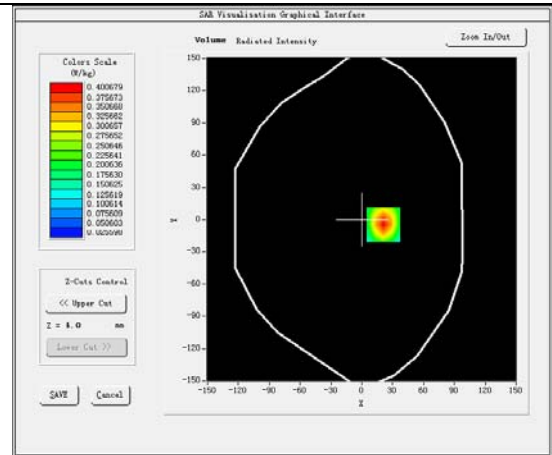 SAR Visualisation Graphical Interface
Volume Radiated Intensity
Zoom In/Out
Colors Scale
(W/kg)
0.400679
0.375673
0.350668
0.325662
0.300657
0.275652
0.250646
0.225641
0.200636
0.175630
0.150625
0.125619
0.100614
0.075609
0.050603
Z-Cuts Control
<< Upper Cut
Z = 4.0 mm
Lower Cut >>
SAVE Cancel
150
120
90
60
30
0
-30
-60
-90
-120
-150
Y
-150 -120 -90 -60 -30 0 30 60 90 120 150
X